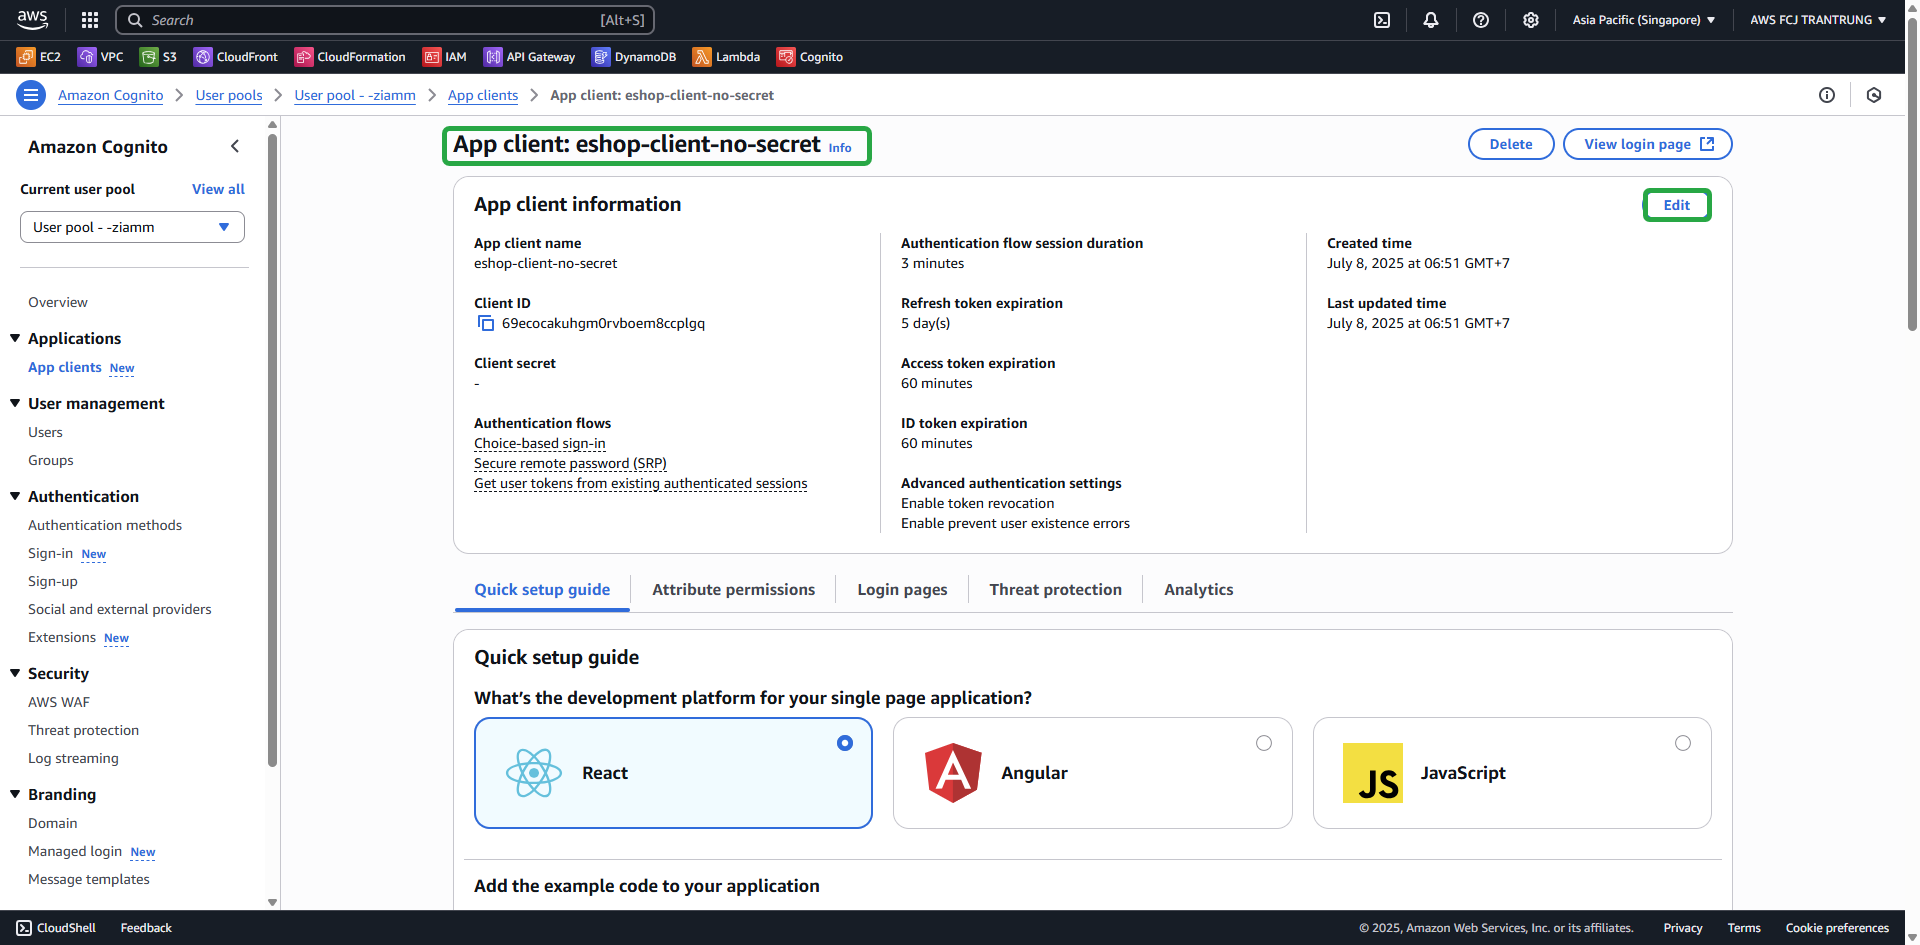 aws
Search [Alt+S]
Asia Pacific (Singapore) AWS FCJ TRANTRUNG
EC2 VPC S3 CloudFront CloudFormation IAM API Gateway DynamoDB Lambda Cognito
Amazon Cognito User pools User pool - -ziamm App clients App client: eshop-client-no-secret
Amazon Cognito
Current user pool View all
User pool - -ziamm
Overview
Applications
App clients New
User management
Users
Groups
Authentication
Authentication methods
Sign-in New
Sign-up
Social and external providers
Extensions New
Security
AWS WAF
Threat protection
Log streaming
Branding
Domain
Managed login New
Message templates
App client: eshop-client-no-secret Info
Delete View login page
App client information
Edit
App client name
eshop-client-no-secret
Client ID
69ecocakuhgm0rvboem8ccplgq
Client secret
-
Authentication flows
Choice-based sign-in
Secure remote password (SRP)
Get user tokens from existing authenticated sessions
Authentication flow session duration
3 minutes
Refresh token expiration
5 day(s)
Access token expiration
60 minutes
ID token expiration
60 minutes
Advanced authentication settings
Enable token revocation
Enable prevent user existence errors
Created time
July 8, 2025 at 06:51 GMT+7
Last updated time
July 8, 2025 at 06:51 GMT+7
Quick setup guide Attribute permissions Login pages Threat protection Analytics
Quick setup guide
What’s the development platform for your single page application?
React
Angular
JS JavaScript
Add the example code to your application
CloudShell Feedback
© 2025, Amazon Web Services, Inc. or its affiliates. Privacy Terms Cookie preferences